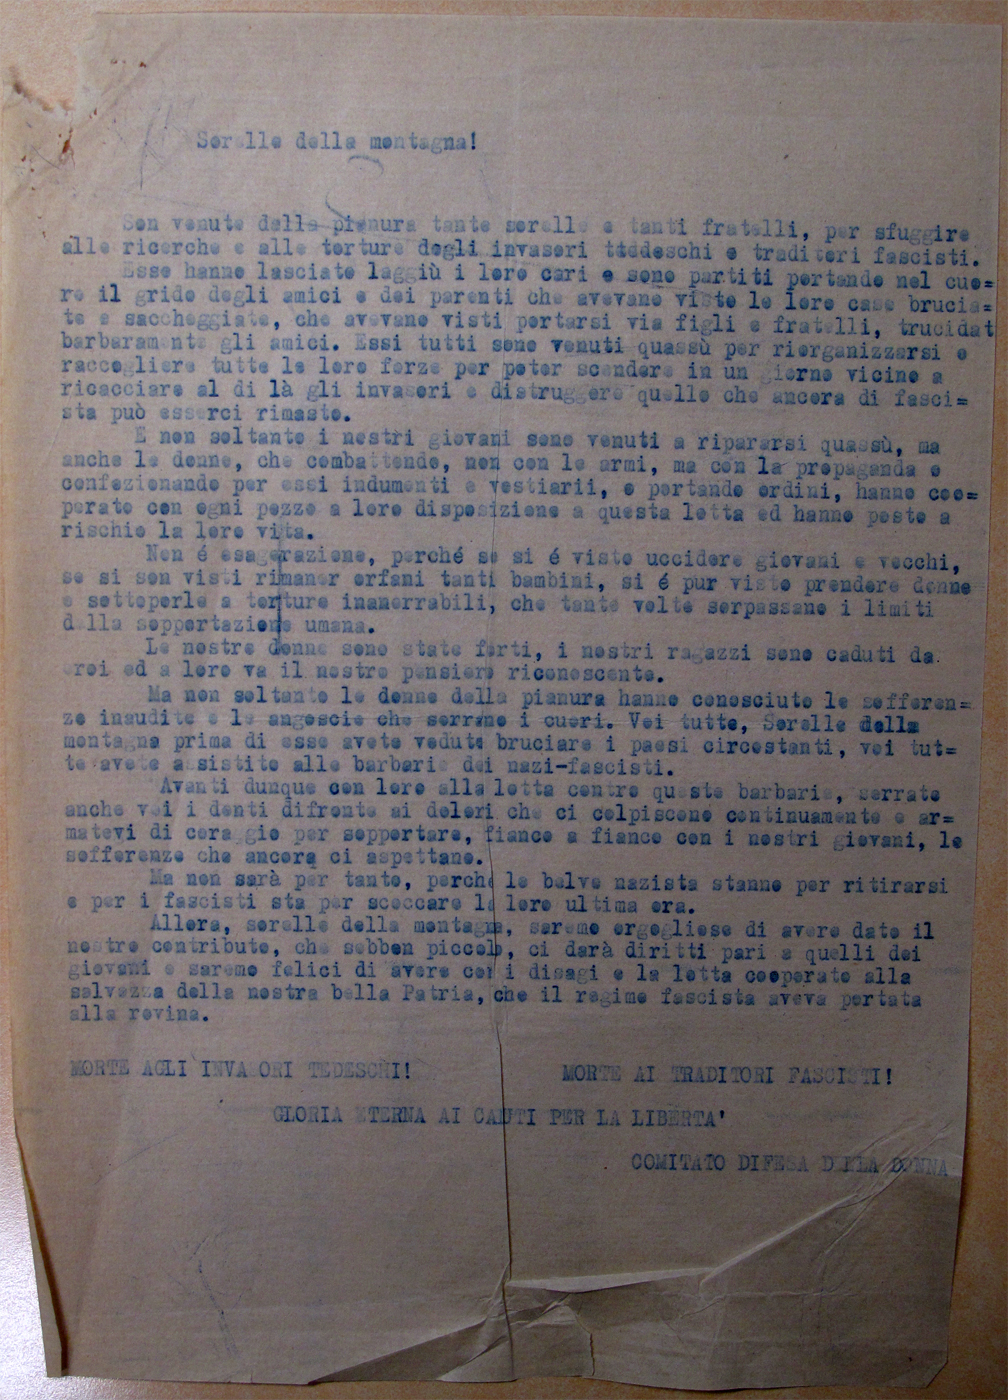 Sorelle della montagna!
Son venute dalla pianura tante sorelle e tanti fratelli, per sfuggire
alle ricerche e alle torture degli invasori ttedeschi e traditori fascisti.
Esse hanno lasciato laggiù i loro cari e sono partiti portando nel cuo=
re il grido degli amici e dei parenti che avevano visto le loro case brucia=
te e saccheggiate, che avevano visti portarsi via figli e fratelli, trucidat
barbaramente gli amici. Essi tutti sono venuti quassù per riorganizzarsi e
raccogliere tutte le loro forze per poter scendere in un giorno vicino a
ricacciare al di là gli invasori e distruggere quello che ancora di fasci=
sta può esserci rimasto.
E non soltanto i nostri giovani sono venuti a ripararsi quassù, ma
anche le donne, che combattendo, non con le armi, ma con la propaganda e
confezionando per essi indumenti e vestiarii, e portando ordini, hanno coo=
perato con ogni pezzo a loro disposizione a questa lotta ed hanno posto a
rischio la loro vita.
Non é esagerazione, perché se si é visto uccidere giovani e vecchi,
se si son visti rimaner orfani tanti bambini, si é pur visto prendere donne
e sottoporle a torture inanerrabili, che tante volte sorpassano i limiti
della sopportazione umana.
Le nostre donne sono state forti, i nostri ragazzi sono caduti da
eroi ed a loro va il nostro pensiero riconoscente.
Ma non soltanto le donne della pianura hanno conosciuto le sofferen=
ze inaudite e le angoscie che serrano i cuori. Voi tutte, Sorelle della
montagna prima di esse avete veduto bruciare i paesi circostanti, voi tut=
te avete assistito alle barbarie dei nazi-fascisti.
Avanti dunque con loro alla lotta contro queste barbarie, serrate
anche voi i denti difronte ai dolori che ci colpiscono continuamente e ar=
matevi di coraggio per sopportare, fianco a fianco con i nostri giovani, le
sofferenze che ancora ci aspettano.
Ma non sarà per tanto, perché le belve naziste stanno per ritirarsi
e per i fascisti sta per scoccare la loro ultima ora.
Allora, sorelle della montagna, saremo orgogliose di avere dato il
nostro contributo, che sebben piccolo, ci darà diritti pari a quelli dei
giovani e saremo felici di avere con i disagi e la lotta cooperato alla
salvezza della nostra bella Patria, che il regime fascista aveva portata
alla rovina.
MORTE AGLI INVASORI TEDESCHI! MORTE AI TRADITORI FASCISTI!
GLORIA ETERNA AI CADUTI PER LA LIBERTA'
COMITATO DIFESA DELLA DONNA